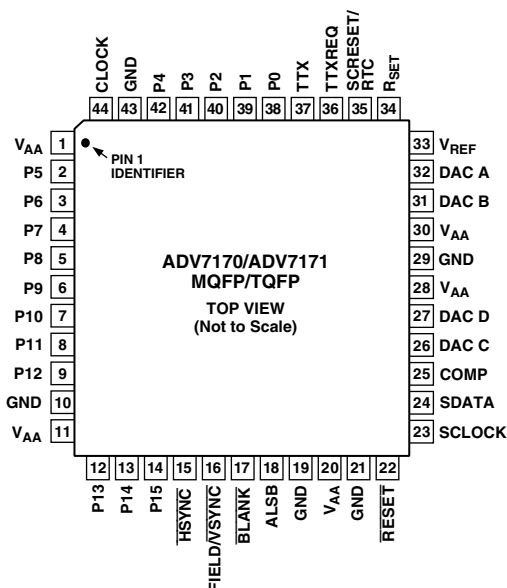 CLOCK
GND
P4
P3
P2
P1
P0
TTX
TTXREQ
SCRESET/
RTC
RSET
44 43 42 41 40 39 38 37 36 35 34
VAA 1
P5 2
P6 3
P7 4
P8 5
P9 6
P10 7
P11 8
P12 9
GND 10
VAA 11
PIN 1
IDENTIFIER
ADV7170/ADV7171
MQFP/TQFP
TOP VIEW
(Not to Scale)
33 VREF
32 DAC A
31 DAC B
30 VAA
29 GND
28 VAA
27 DAC D
26 DAC C
25 COMP
24 SDATA
23 SCLOCK
12 13 14 15 16 17 18 19 20 21 22
P13
P14
P15
HSYNC
FIELD/VSYNC
BLANK
ALSB
GND
VAA
GND
RESET